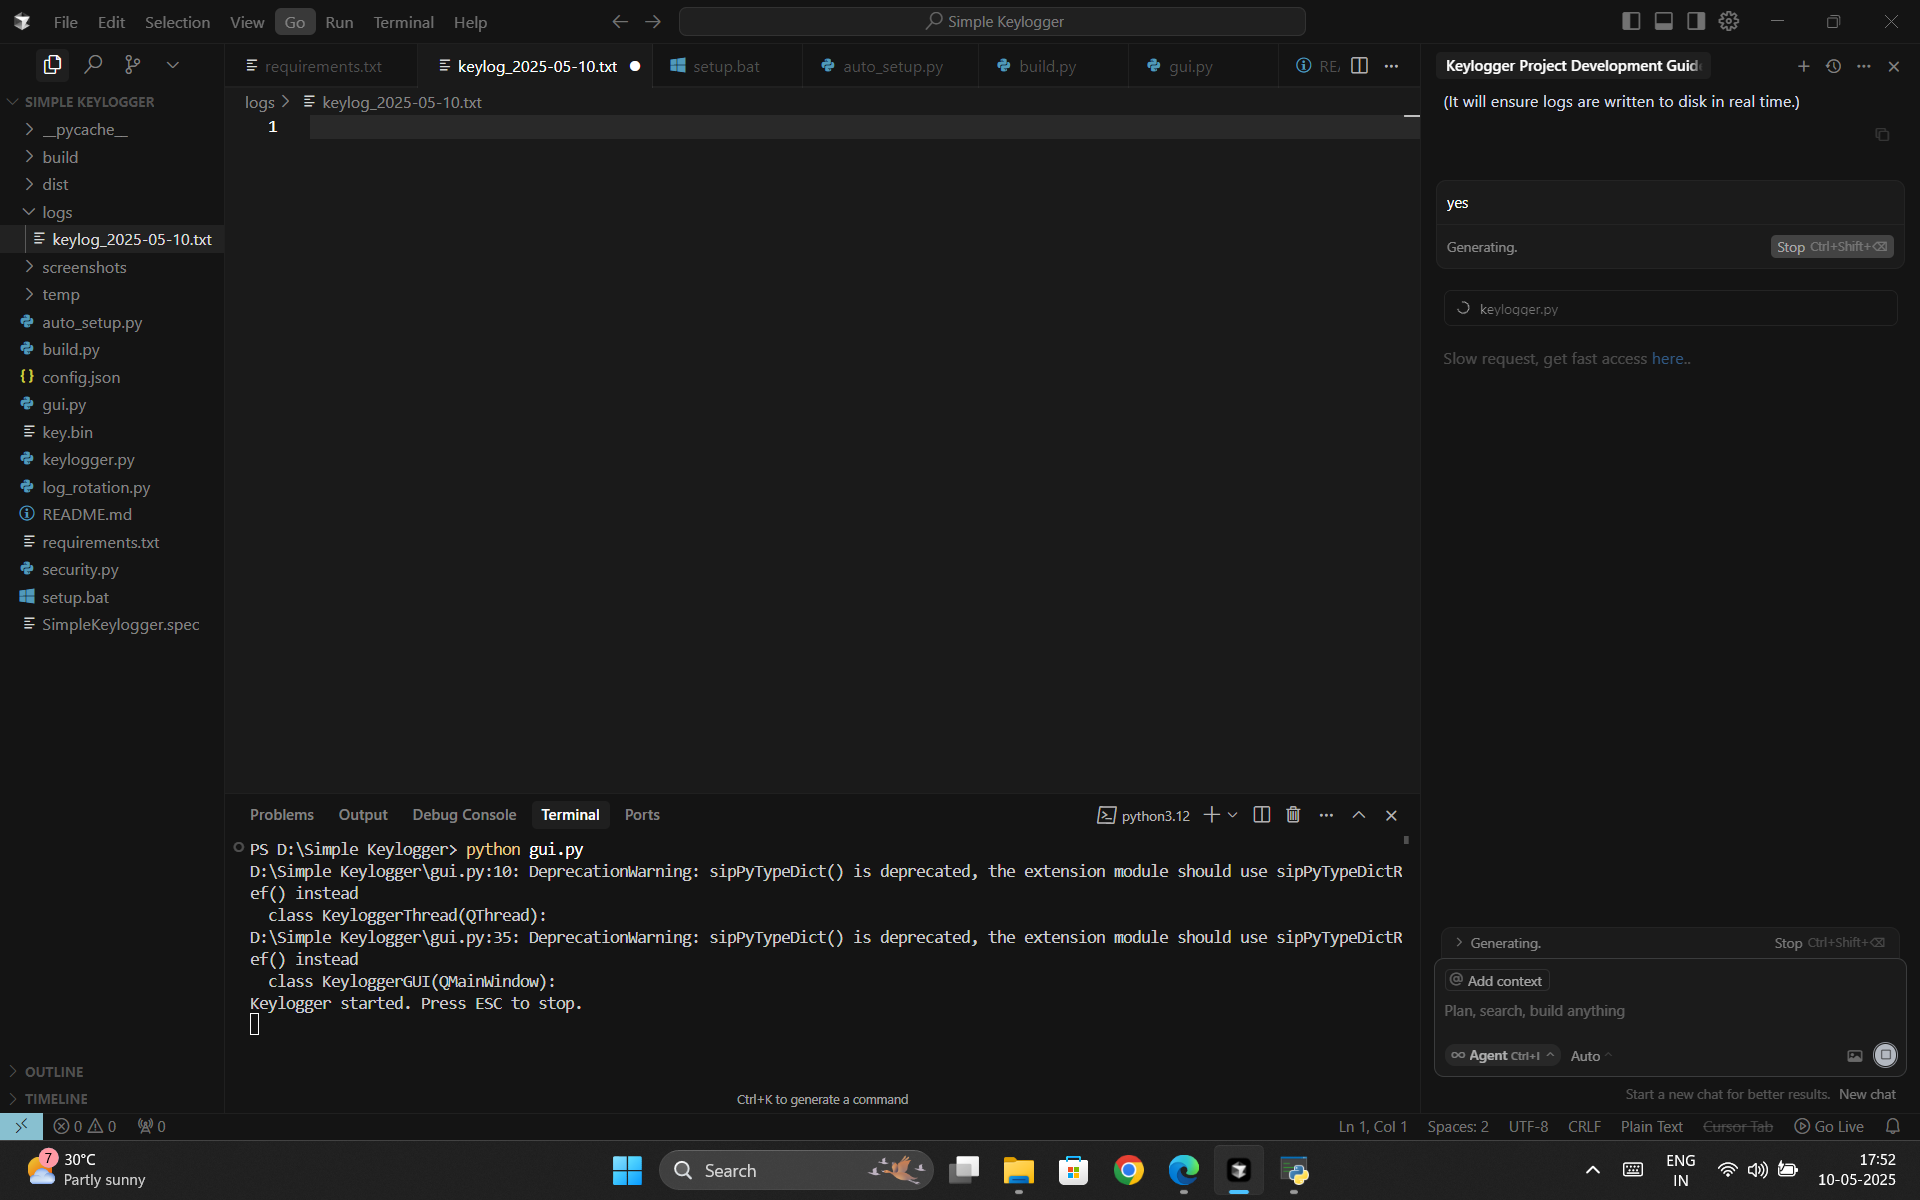 File Edit Selection View Go Run Terminal Help
Simple Keylogger
requirements.txt
keylog_2025-05-10.txt
setup.bat
auto_setup.py
build.py
gui.py
RE
Keylogger Project Development Guid
SIMPLE KEYLOGGER
__pycache__
build
dist
logs
keylog_2025-05-10.txt
screenshots
temp
auto_setup.py
build.py
config.json
gui.py
key.bin
keylogger.py
log_rotation.py
README.md
requirements.txt
security.py
setup.bat
SimpleKeylogger.spec
OUTLINE
TIMELINE
logs > keylog_2025-05-10.txt
1
Problems Output Debug Console Terminal Ports
python3.12
PS D:\Simple Keylogger> python gui.py
D:\Simple Keylogger\gui.py:10: DeprecationWarning: sipPyTypeDict() is deprecated, the extension module should use sipPyTypeDictR
ef() instead
class KeyloggerThread(QThread):
D:\Simple Keylogger\gui.py:35: DeprecationWarning: sipPyTypeDict() is deprecated, the extension module should use sipPyTypeDictR
ef() instead
class KeyloggerGUI(QMainWindow):
Keylogger started. Press ESC to stop.
Ctrl+K to generate a command
(It will ensure logs are written to disk in real time.)
yes
Generating.
Stop Ctrl+Shift+⌫
keylogger.py
Slow request, get fast access here..
Generating.
Stop Ctrl+Shift+⌫
@ Add context
Plan, search, build anything
∞ Agent Ctrl+I
Auto
Start a new chat for better results. New chat
0 0 0
Ln 1, Col 1 Spaces: 2 UTF-8 CRLF Plain Text Cursor Tab Go Live
7
30°C
Partly sunny
Search
ENG
IN
17:52
10-05-2025